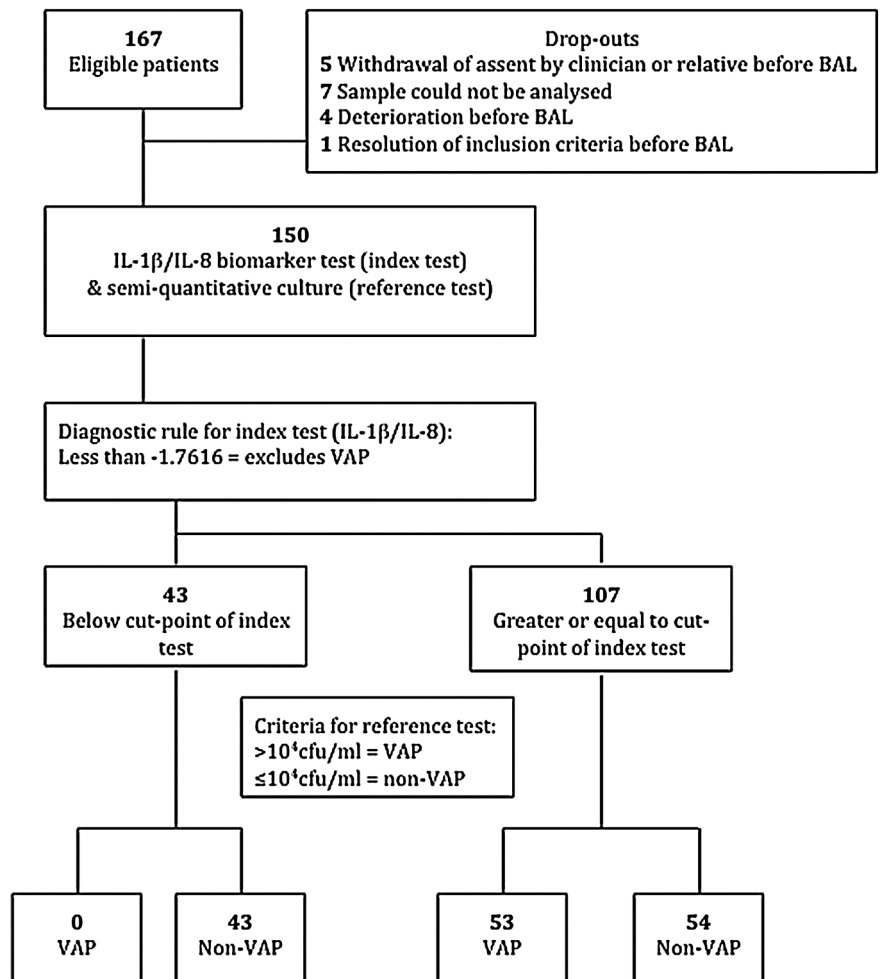 167
Eligible patients
Drop-outs
5 Withdrawal of assent by clinician or relative before BAL
7 Sample could not be analysed
4 Deterioration before BAL
1 Resolution of inclusion criteria before BAL
150
IL-1β/IL-8 biomarker test (index test)
& semi-quantitative culture (reference test)
Diagnostic rule for index test (IL-1β/IL-8):
Less than -1.7616 = excludes VAP
43
Below cut-point of index
test
107
Greater or equal to cut-
point of index test
Criteria for reference test:
>10⁴cfu/ml = VAP
≤10⁴cfu/ml = non-VAP
0
VAP
43
Non-VAP
53
VAP
54
Non-VAP